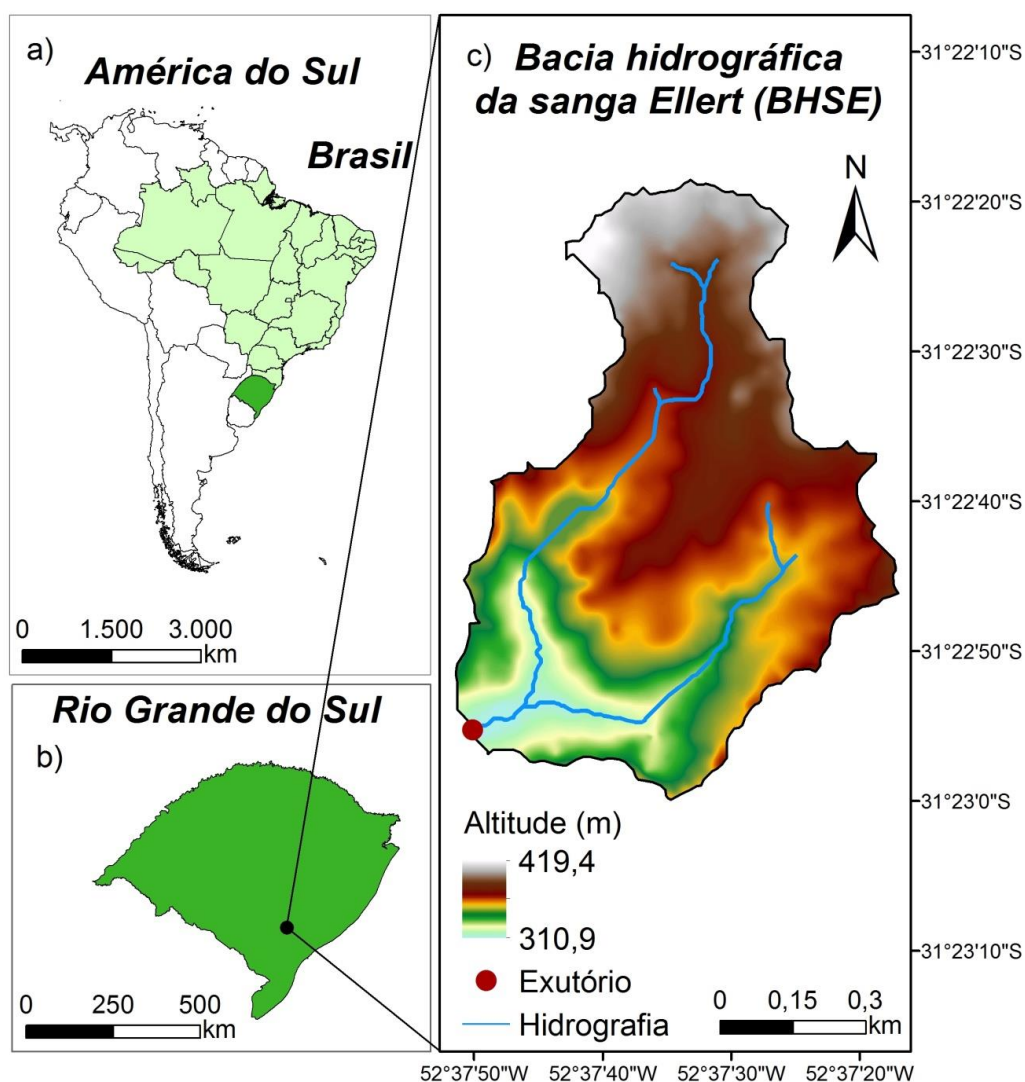 a)
América do Sul
Brasil
0 1.500 3.000
km
Rio Grande do Sul
b)
0 250 500
km
c) Bacia hidrográfica
da sanga Ellert (BHSE)
N
Altitude (m)
419,4
310,9
Exutório
Hidrografia
0 0,15 0,3
km
31°22'10"S
31°22'20"S
31°22'30"S
31°22'40"S
31°22'50"S
31°23'0"S
31°23'10"S
52°37'50"W 52°37'40"W 52°37'30"W 52°37'20"W